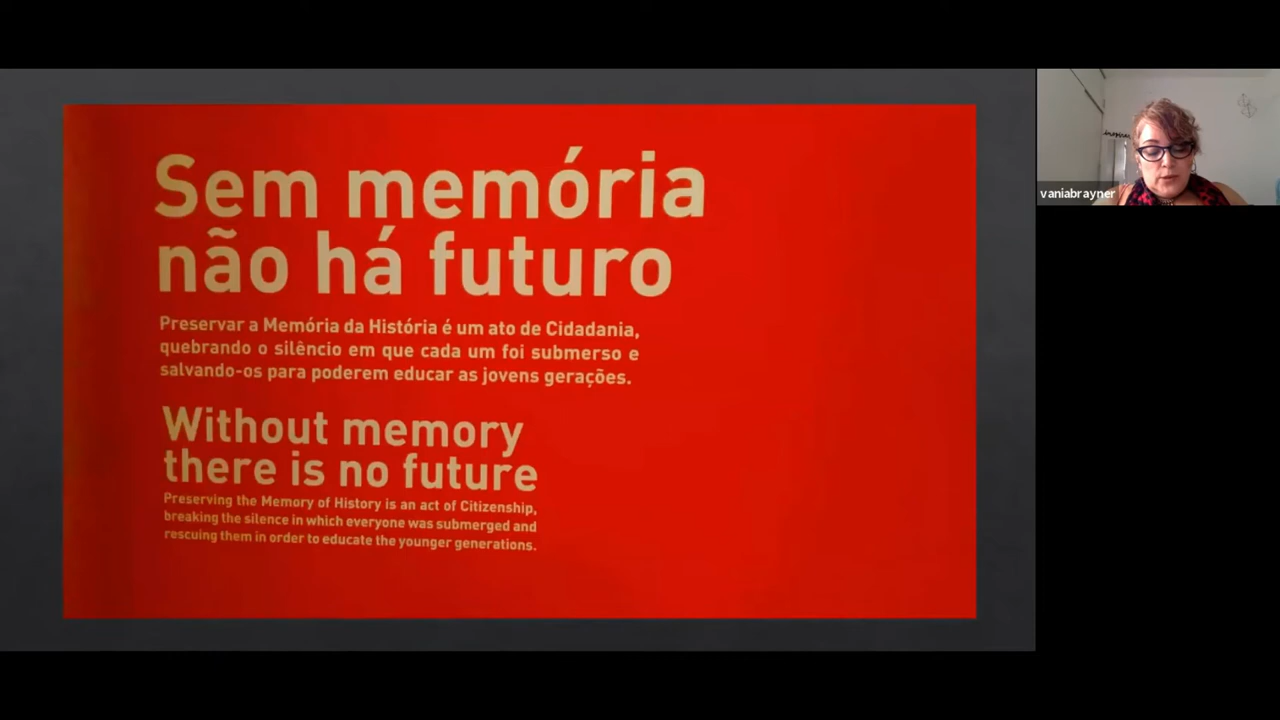 Sem memória
não há futuro
Preservar a Memória da História é um ato de Cidadania,
quebrando o silêncio em que cada um foi submerso e
salvando-os para poderem educar as jovens gerações.
Without memory
there is no future
Preserving the Memory of History is an act of Citizenship,
breaking the silence in which everyone was submerged and
rescuing them in order to educate the younger generations.
vaniabrayner